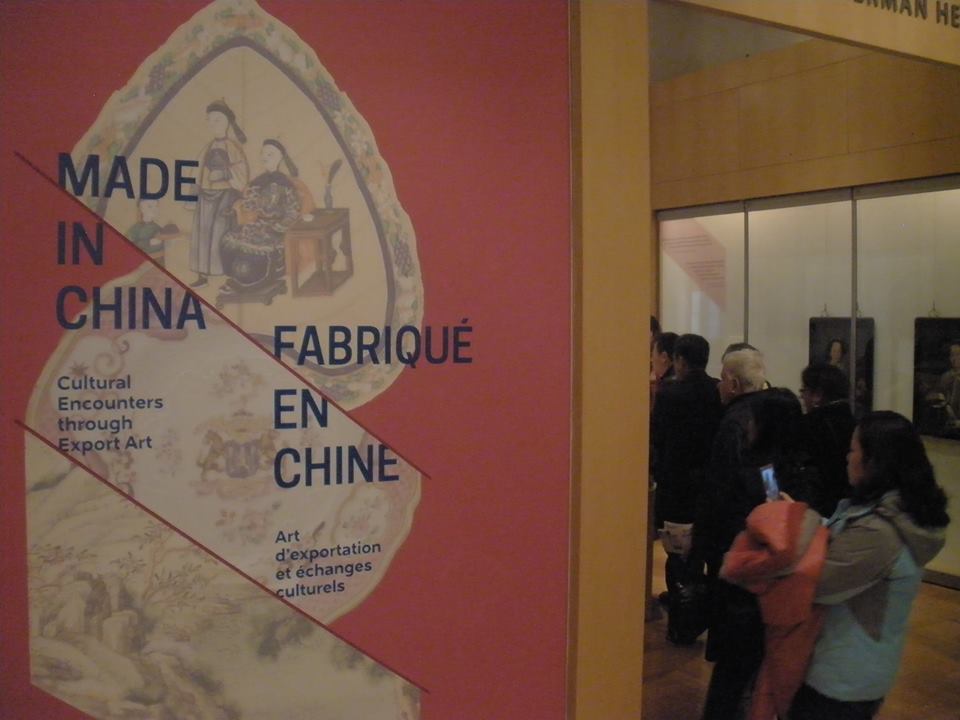 MADE
IN
CHINA
Cultural
Encounters
through
Export Art
FABRIQUÉ
EN
CHINE
Art
d'exportation
et échanges
culturels